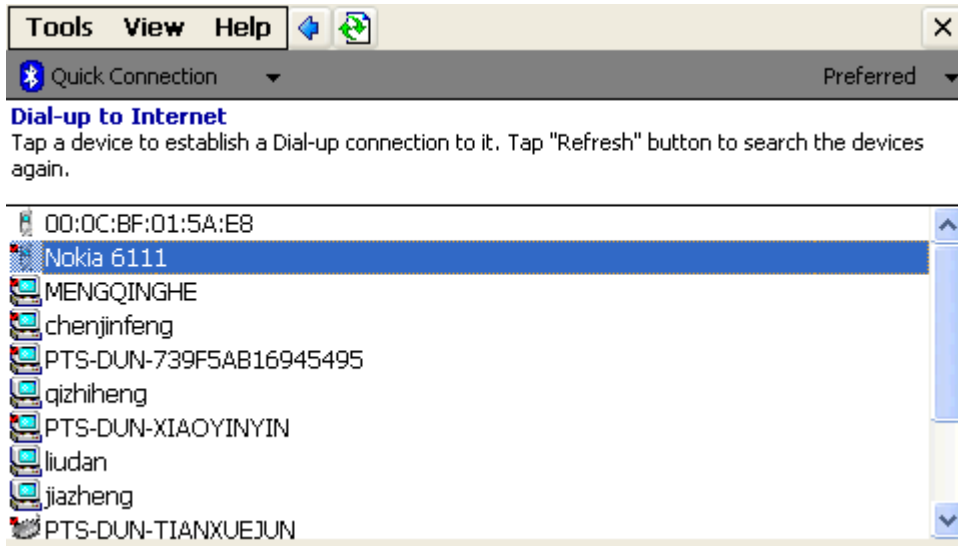 Tools View Help
Quick Connection Preferred
Dial-up to Internet
Tap a device to establish a Dial-up connection to it. Tap "Refresh" button to search the devices
again.
00:0C:BF:01:5A:E8
Nokia 6111
MENGQINGHE
chenjinfeng
PTS-DUN-739F5AB16945495
qizhiheng
PTS-DUN-XIAOYINYIN
liudan
jiazheng
PTS-DUN-TIANXUEJUN